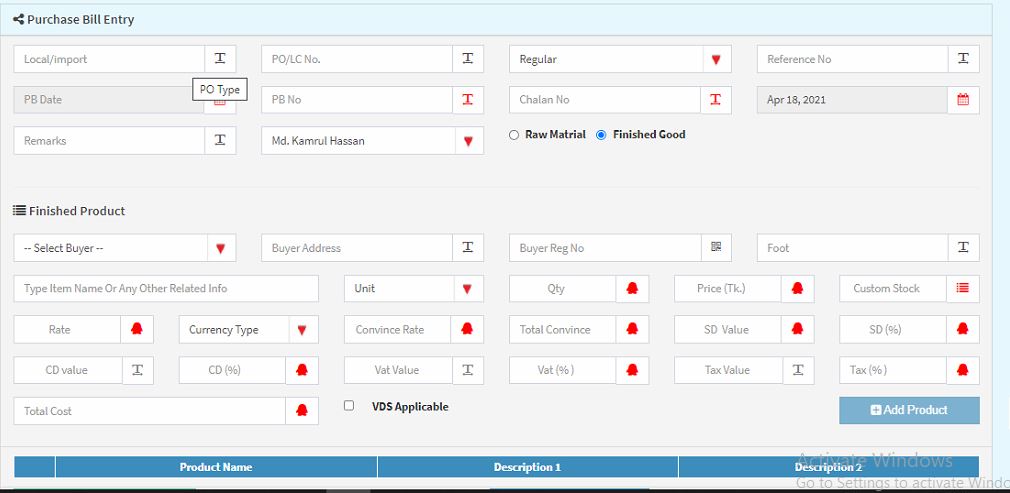 Purchase Bill Entry
Local/import PO/LC No. Regular Reference No
PO Type
PB Date PB No Chalan No Apr 18, 2021
Remarks Md. Kamrul Hassan Raw Matrial Finished Good
Finished Product
-- Select Buyer -- Buyer Address Buyer Reg No Foot
Type Item Name Or Any Other Related Info Unit Qty Price (Tk.) Custom Stock
Rate Currency Type Convince Rate Total Convince SD Value SD (%)
CD value CD (%) Vat Value Vat (% ) Tax Value Tax (% )
Total Cost VDS Applicable Add Product
Product Name Description 1 Description 2
Activate Windows
Go to Settings to activate Windo